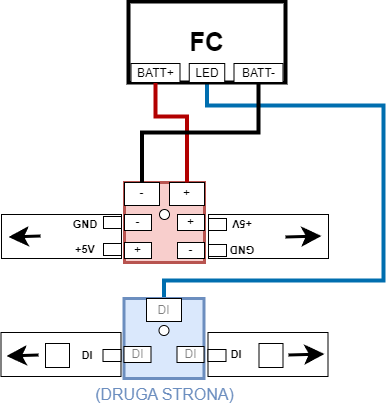 FC
BATT+ LED BATT-
- +
GND - + +5V
+5V + - GND
DI
DI DI DI DI
(DRUGA STRONA)